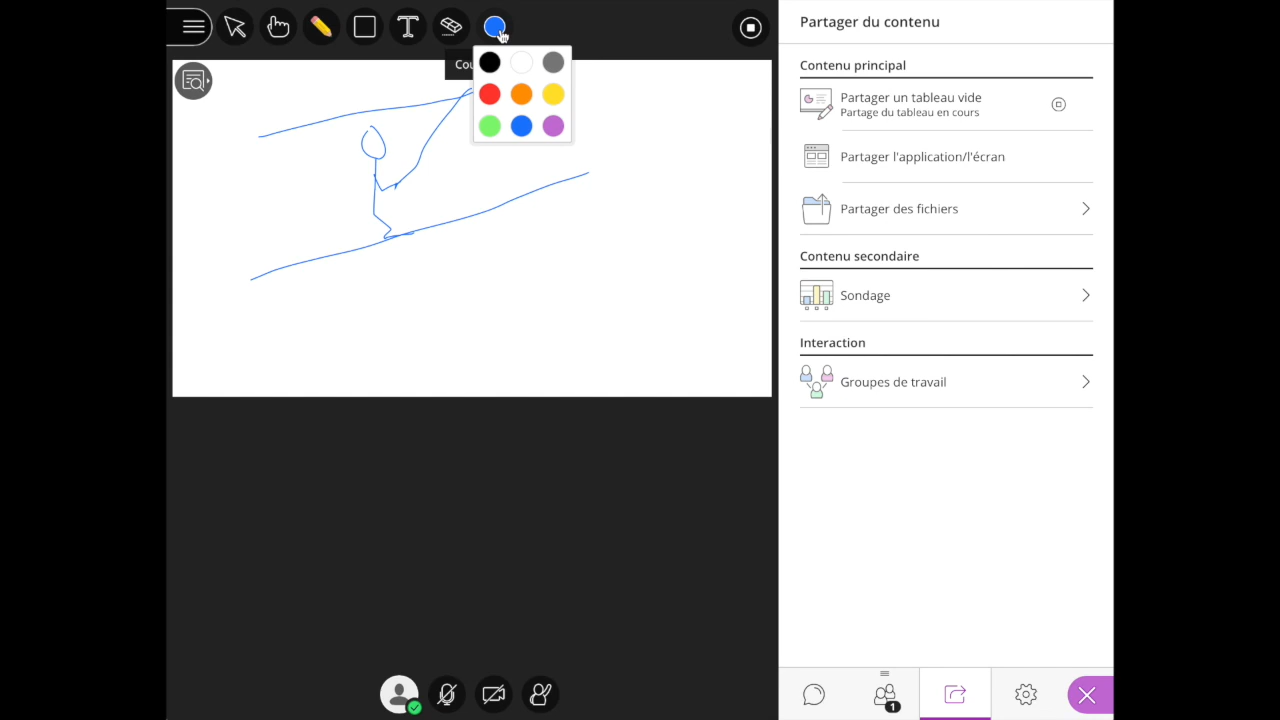 T
Cou
Partager du contenu
Contenu principal
Partager un tableau vide
Partage du tableau en cours
Partager l'application/l'écran
Partager des fichiers
Contenu secondaire
Sondage
Interaction
Groupes de travail
1